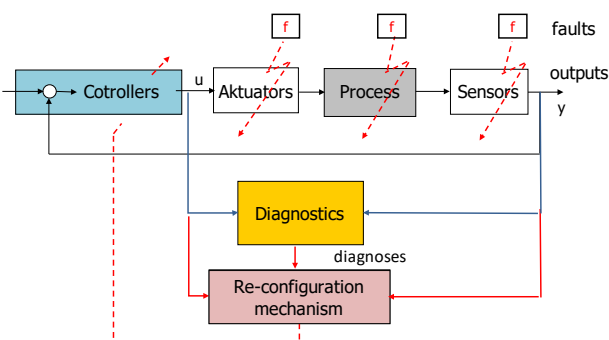 f f f faults
outputs
u
Cotrollers Aktuators Process Sensors
y
Diagnostics
diagnoses
Re-configuration
mechanism